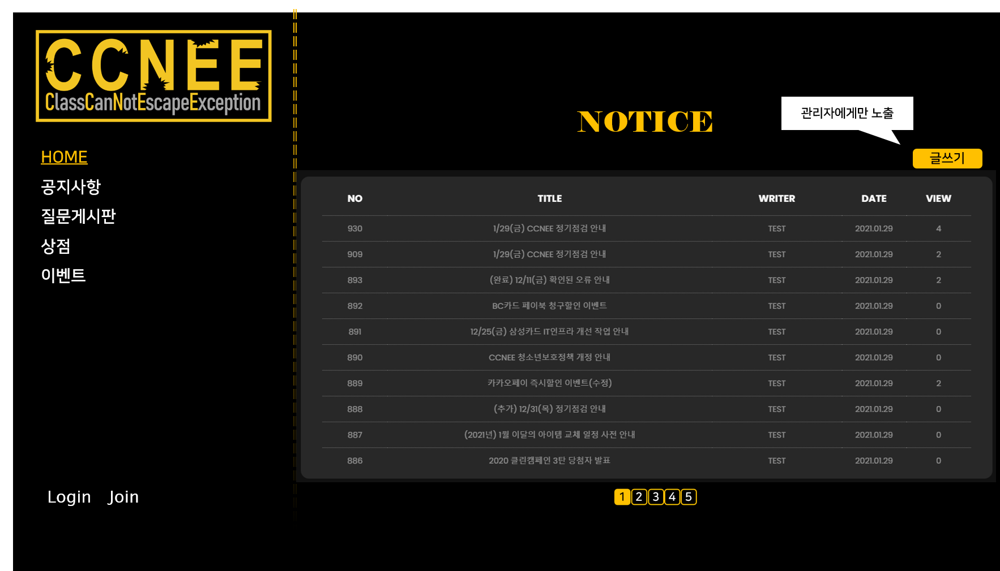 CCNEE
ClassCanNotEscapeException
HOME
공지사항
질문게시판
상점
이벤트
Login Join
NOTICE
관리자에게만 노출
글쓰기
NO TITLE WRITER DATE VIEW
930 1/29(금) CCNEE 정기점검 안내 TEST 2021.01.29 4
909 1/29(금) CCNEE 정기점검 안내 TEST 2021.01.29 2
893 (완료) 12/11(금) 확인된 오류 안내 TEST 2021.01.29 2
892 BC카드 페이북 청구할인 이벤트 TEST 2021.01.29 0
891 12/25(금) 삼성카드 IT인프라 개선 작업 안내 TEST 2021.01.29 0
890 CCNEE 청소년보호정책 개정 안내 TEST 2021.01.29 0
889 카카오페이 즉시할인 이벤트(수정) TEST 2021.01.29 2
888 (추가) 12/31(목) 정기점검 안내 TEST 2021.01.29 0
887 (2021년) 1월 이달의 아이템 교체 일정 사전 안내 TEST 2021.01.29 0
886 2020 클린캠페인 3탄 당첨자 발표 TEST 2021.01.29 0
1 2 3 4 5